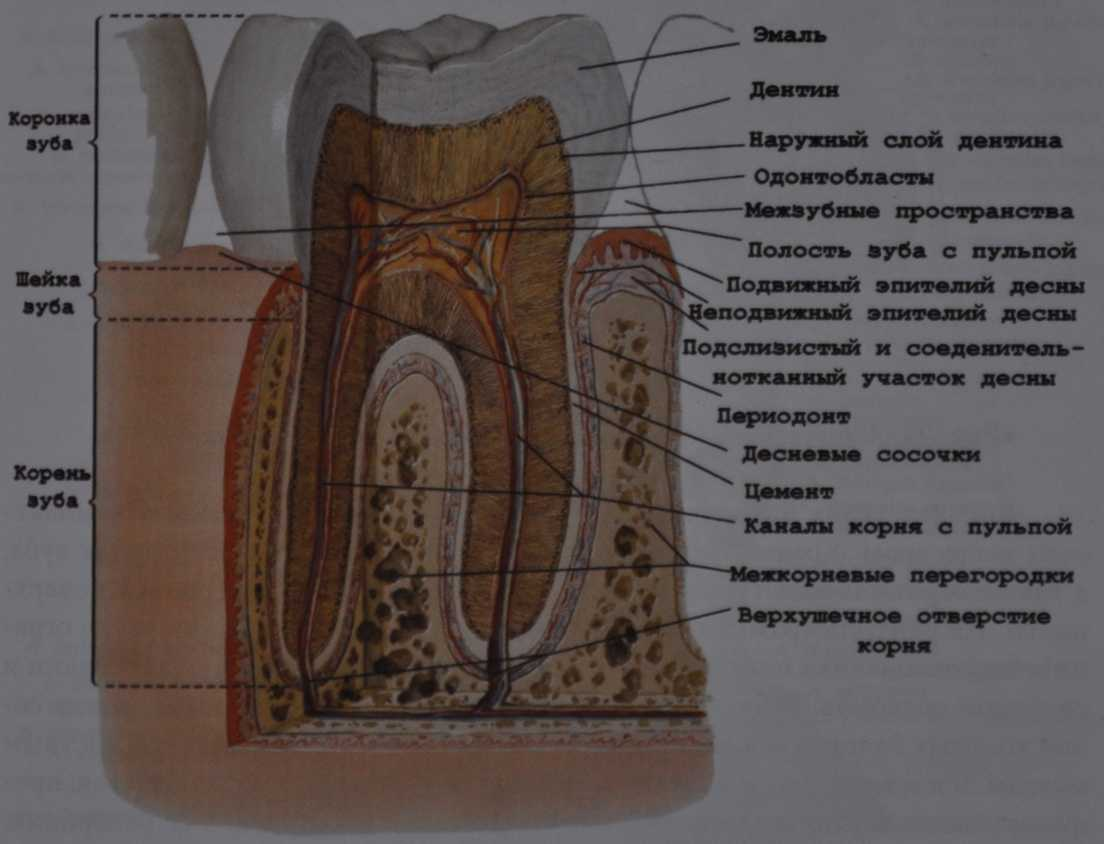 Коронка
зуба
Шейка
зуба
Корень
зуба
Эмаль
Дентин
Наружный слой дентина
Одонтобласты
Межзубные пространства
Полость зуба с пульпой
Подвижный эпителий десны
Неподвижный эпителий десны
Подслизистый и соеденитель-
нотканный участок десны
Периодонт
Десневые сосочки
Цемент
Каналы корня с пульпой
Межкорневые перегородки
Верхушечное отверстие
корня